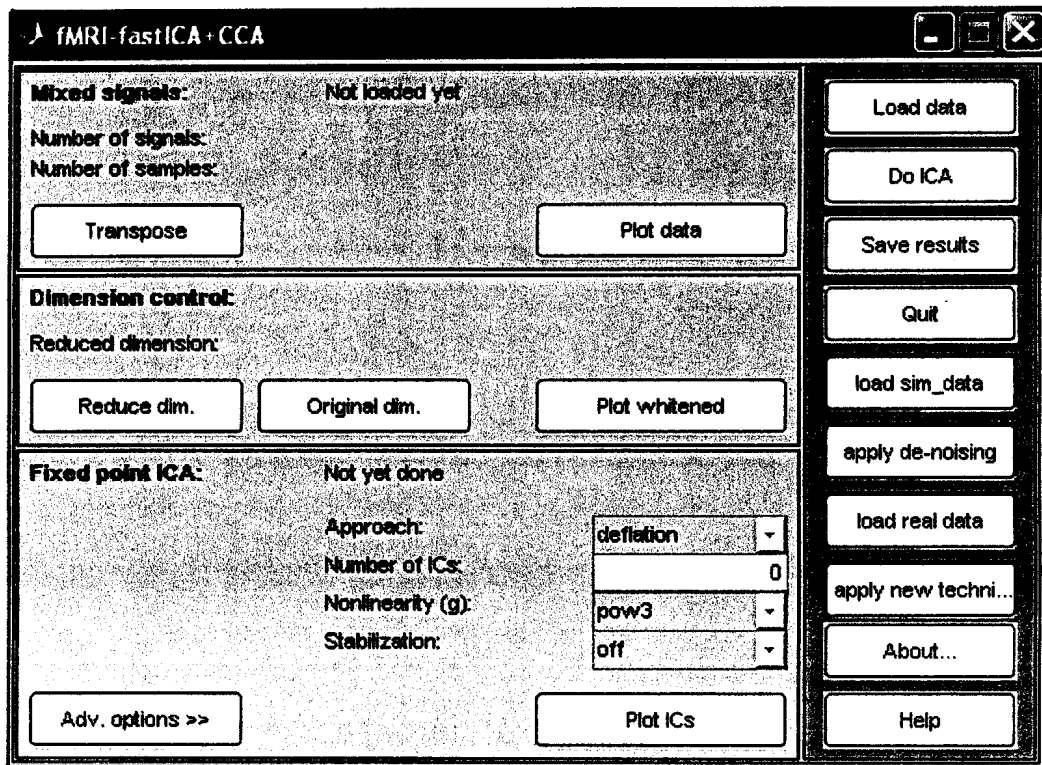 fMRI-fastICA+CCA
Mixed signals: Not loaded yet
Number of signals:
Number of samples:
Transpose
Plot data
Dimension control:
Reduced dimension:
Reduce dim.
Original dim.
Plot whitened
Fixed point ICA: Not yet done
Approach: deflation
Number of ICs: 0
Nonlinearity (g): pow3
Stabilization: off
Adv. options >>
Plot ICs
Load data
Do ICA
Save results
Quit
load sim_data
apply de-noising
load real data
apply new techni...
About...
Help